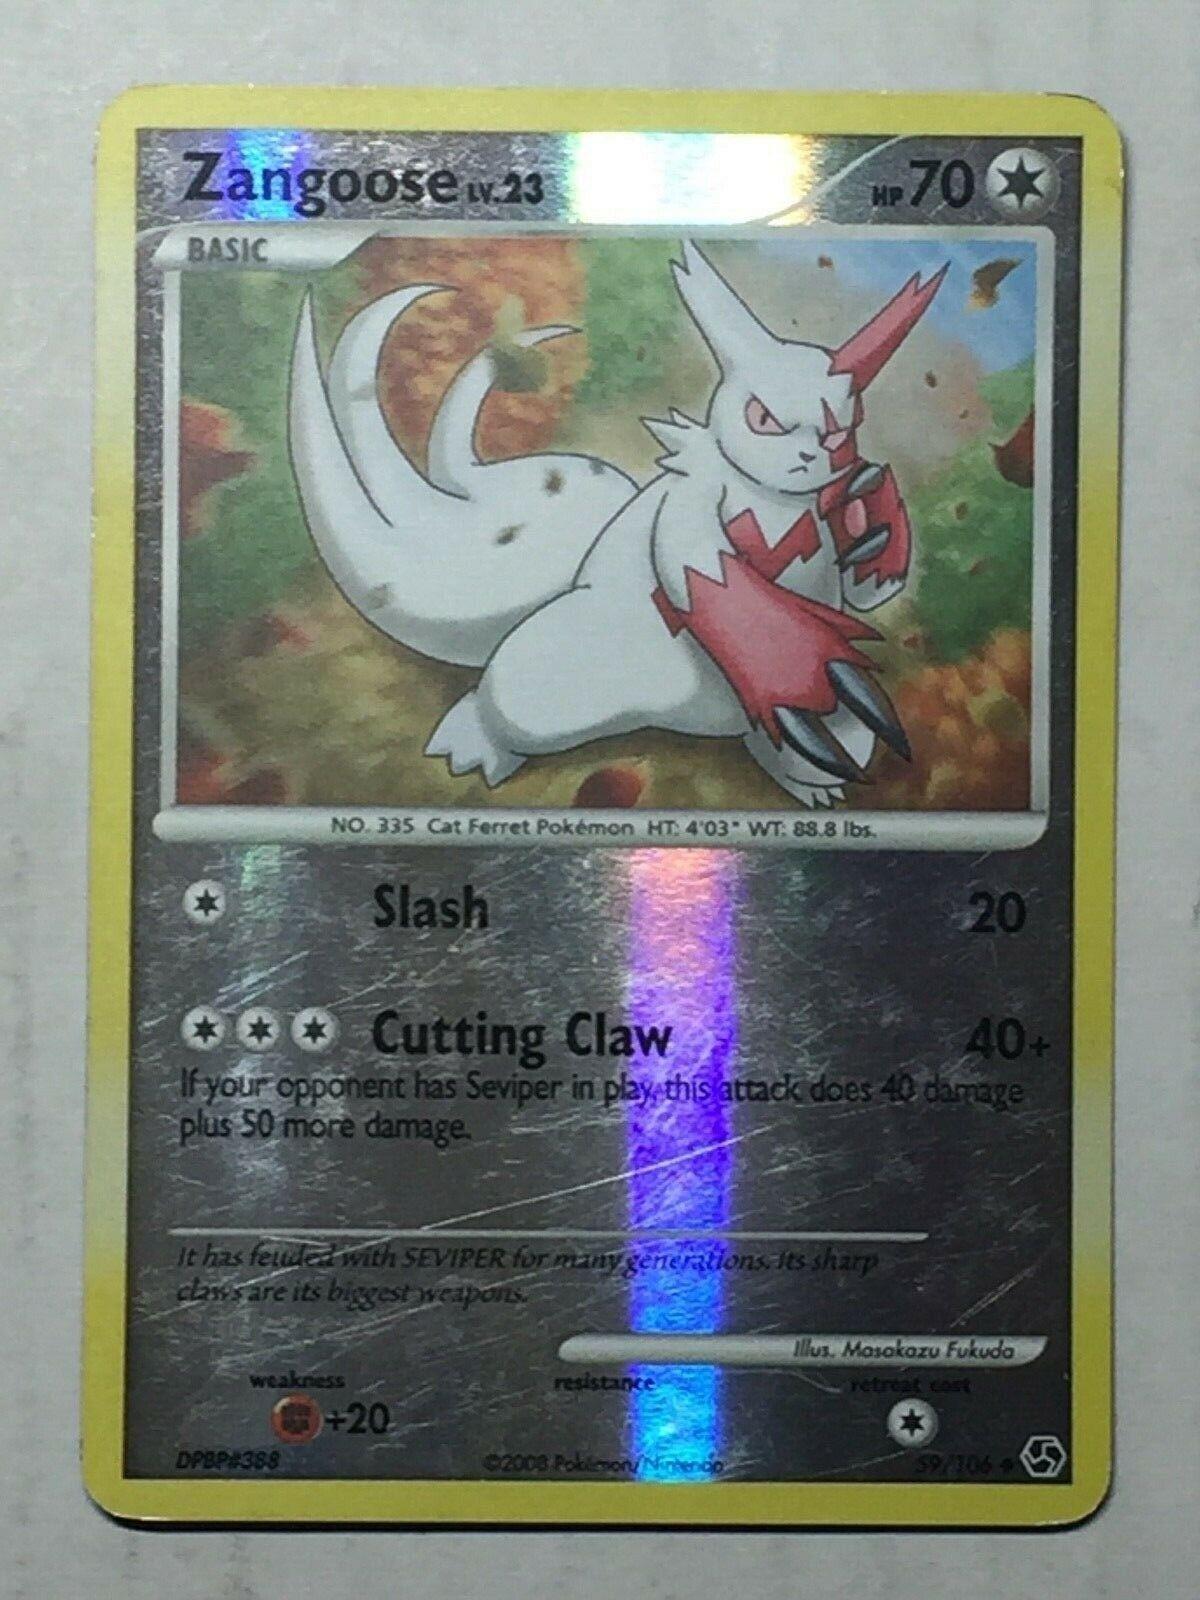 Zangoose LV.23 HP 70
BASIC
NO. 335 Cat Ferret Pokémon HT: 4'03" WT: 88.8 lbs.
Slash 20
Cutting Claw 40+
If your opponent has Seviper in play, this attack does 40 damage
plus 50 more damage.
It has feuded with SEVIPER for many generations. Its sharp
claws are its biggest weapons.
Illus. Masakazu Fukuda
weakness resistance retreat cost
+20
DPBP#388 ©2008 Pokémon/Nintendo 59/106